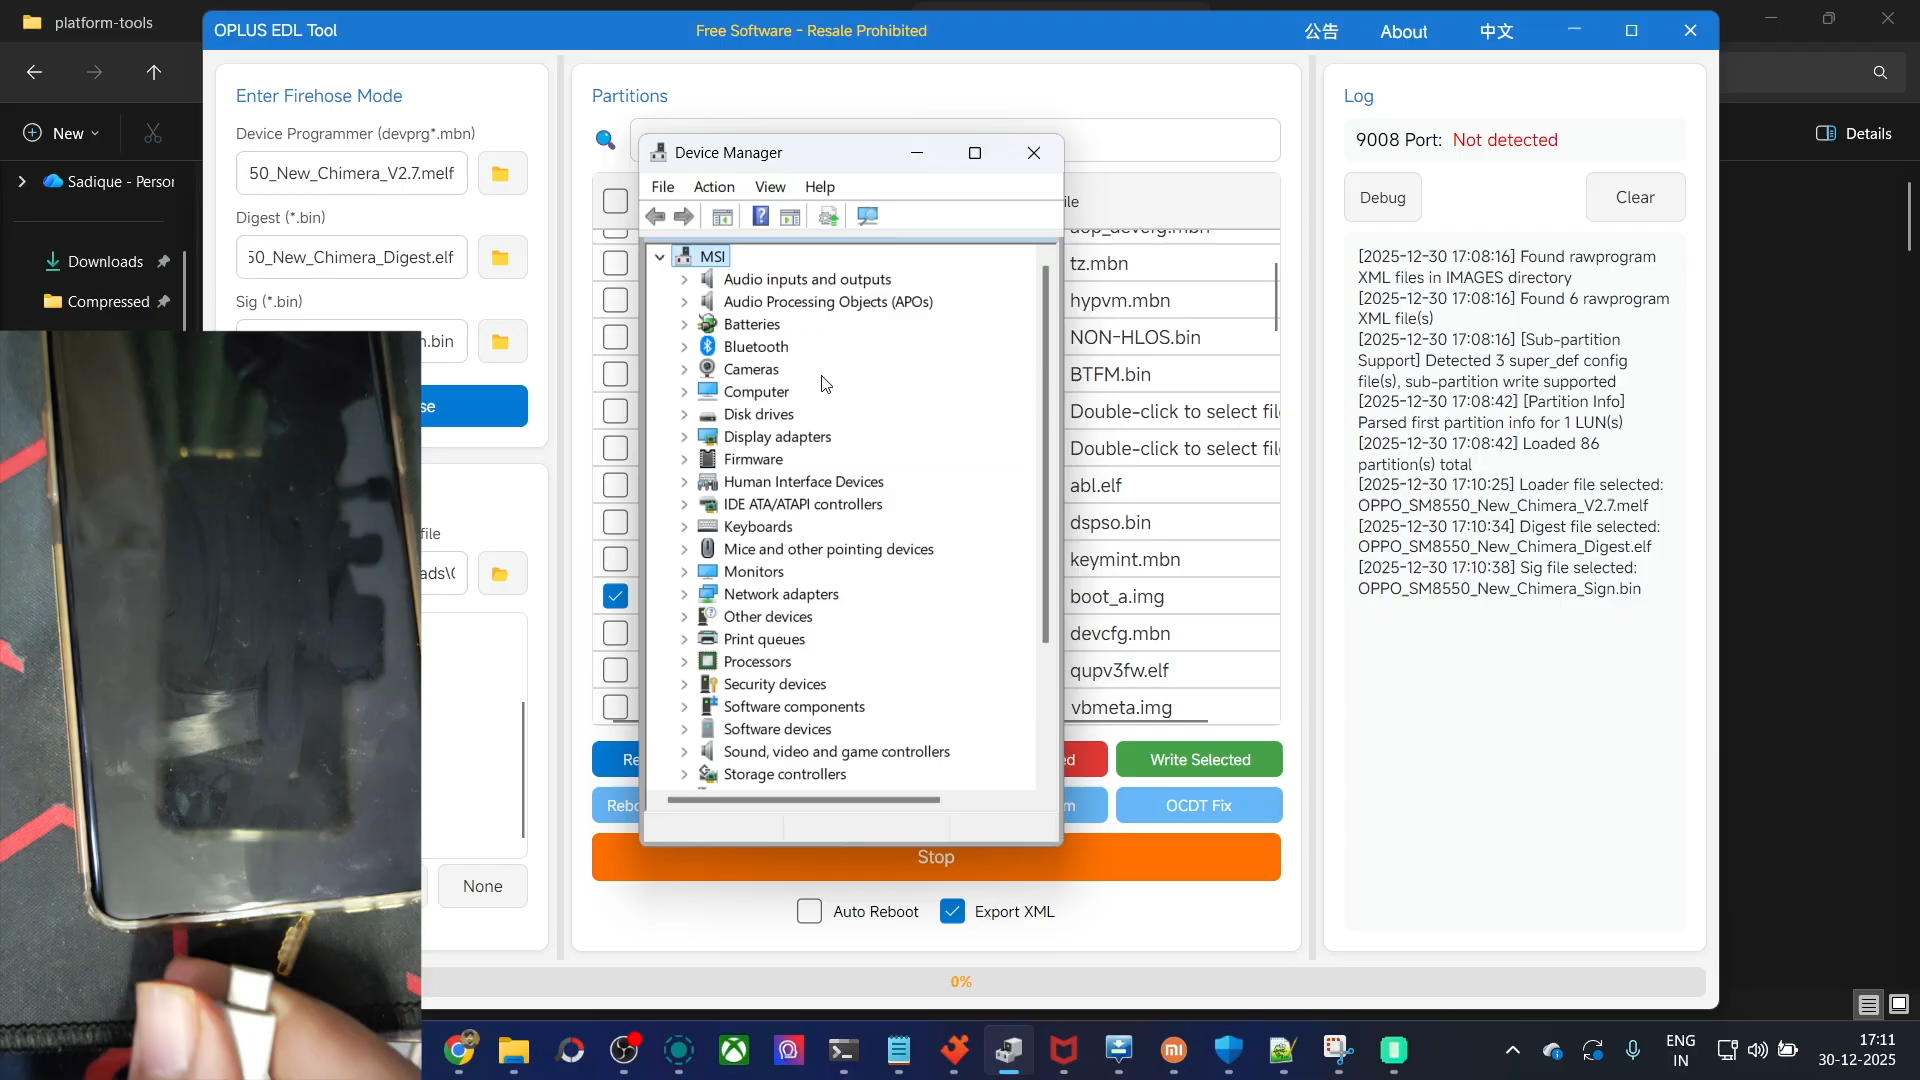 platform-tools
OPLUS EDL Tool
Free Software - Resale Prohibited
公告
About
中文
New
Details
Sadique - Persor
Downloads
Compressed
Enter Firehose Mode
Device Programmer (devprg*.mbn)
50_New_Chimera_V2.7.melf
Digest (*.bin)
50_New_Chimera_Digest.elf
Sig (*.bin)
n.bin
se
file
ads\(
None
Partitions
ile
tz.mbn
hypvm.mbn
NON-HLOS.bin
BTFM.bin
Double-click to select fil
Double-click to select fil
abl.elf
dspso.bin
keymint.mbn
boot_a.img
devcfg.mbn
qupv3fw.elf
vbmeta.img
Re
ed
Write Selected
Rebo
m
OCDT Fix
Stop
Auto Reboot
Export XML
0%
Device Manager
File
Action
View
Help
MSI
Audio inputs and outputs
Audio Processing Objects (APOs)
Batteries
Bluetooth
Cameras
Computer
Disk drives
Display adapters
Firmware
Human Interface Devices
IDE ATA/ATAPI controllers
Keyboards
Mice and other pointing devices
Monitors
Network adapters
Other devices
Print queues
Processors
Security devices
Software components
Software devices
Sound, video and game controllers
Storage controllers
Log
9008 Port: Not detected
Debug
Clear
[2025-12-30 17:08:16] Found rawprogram
XML files in IMAGES directory
[2025-12-30 17:08:16] Found 6 rawprogram
XML file(s)
[2025-12-30 17:08:16] [Sub-partition
Support] Detected 3 super_def config
file(s), sub-partition write supported
[2025-12-30 17:08:42] [Partition Info]
Parsed first partition info for 1 LUN(s)
[2025-12-30 17:08:42] Loaded 86
partition(s) total
[2025-12-30 17:10:25] Loader file selected:
OPPO_SM8550_New_Chimera_V2.7.melf
[2025-12-30 17:10:34] Digest file selected:
OPPO_SM8550_New_Chimera_Digest.elf
[2025-12-30 17:10:38] Sig file selected:
OPPO_SM8550_New_Chimera_Sign.bin
ENG
IN
17:11
30-12-2025